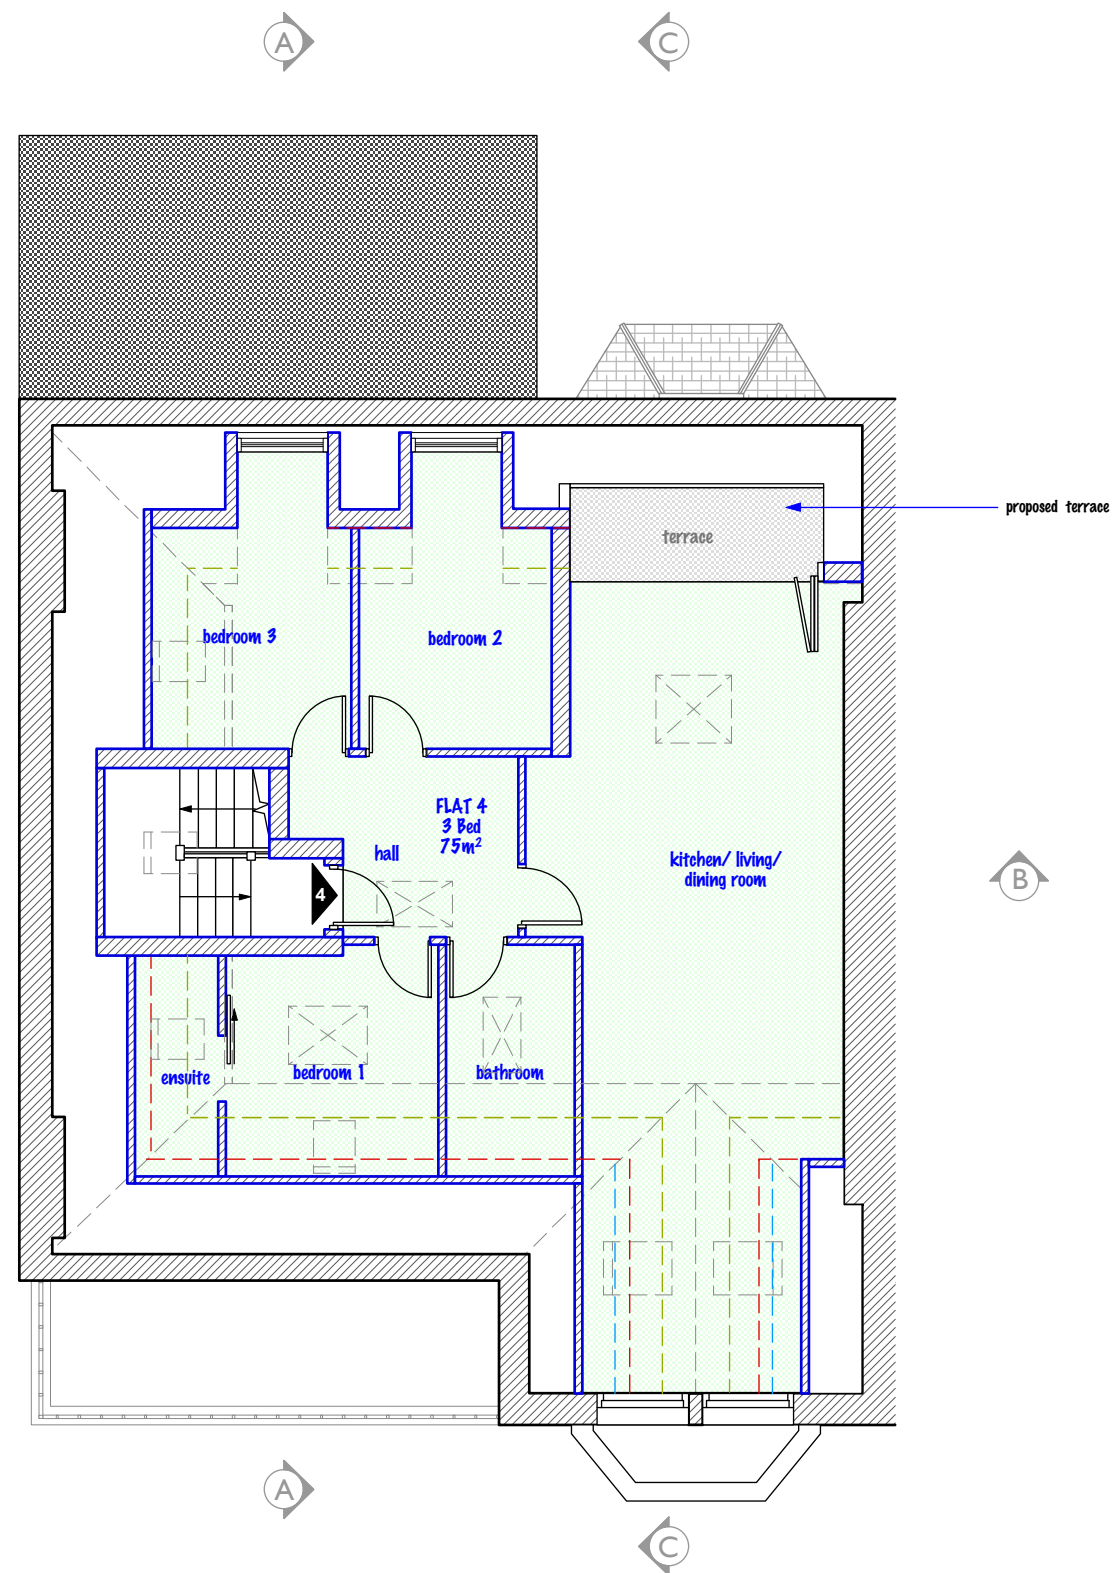 A
C
proposed terrace
terrace
bedroom 3
bedroom 2
FLAT 4
3 Bed
75m²
hall
kitchen/ living/
dining room
B
4
ensuite
bedroom 1
bathroom
A
C